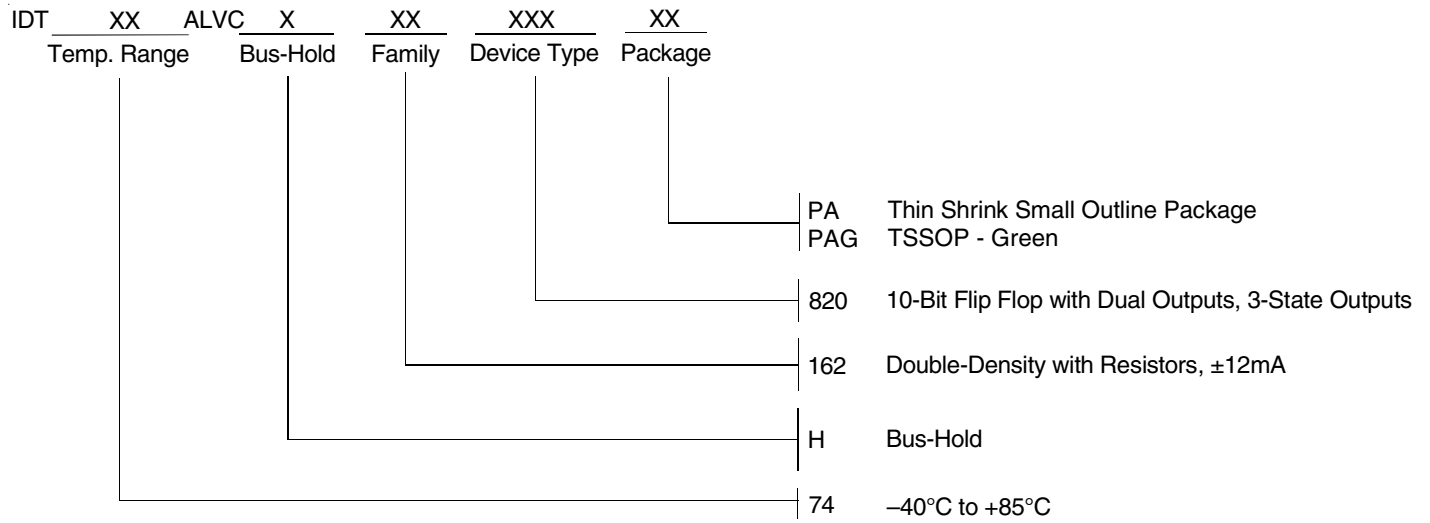 IDT XX ALVC X XX XXX XX
Temp. Range Bus-Hold Family Device Type Package
PA Thin Shrink Small Outline Package
PAG TSSOP - Green
820 10-Bit Flip Flop with Dual Outputs, 3-State Outputs
162 Double-Density with Resistors, ±12mA
H Bus-Hold
74 –40°C to +85°C